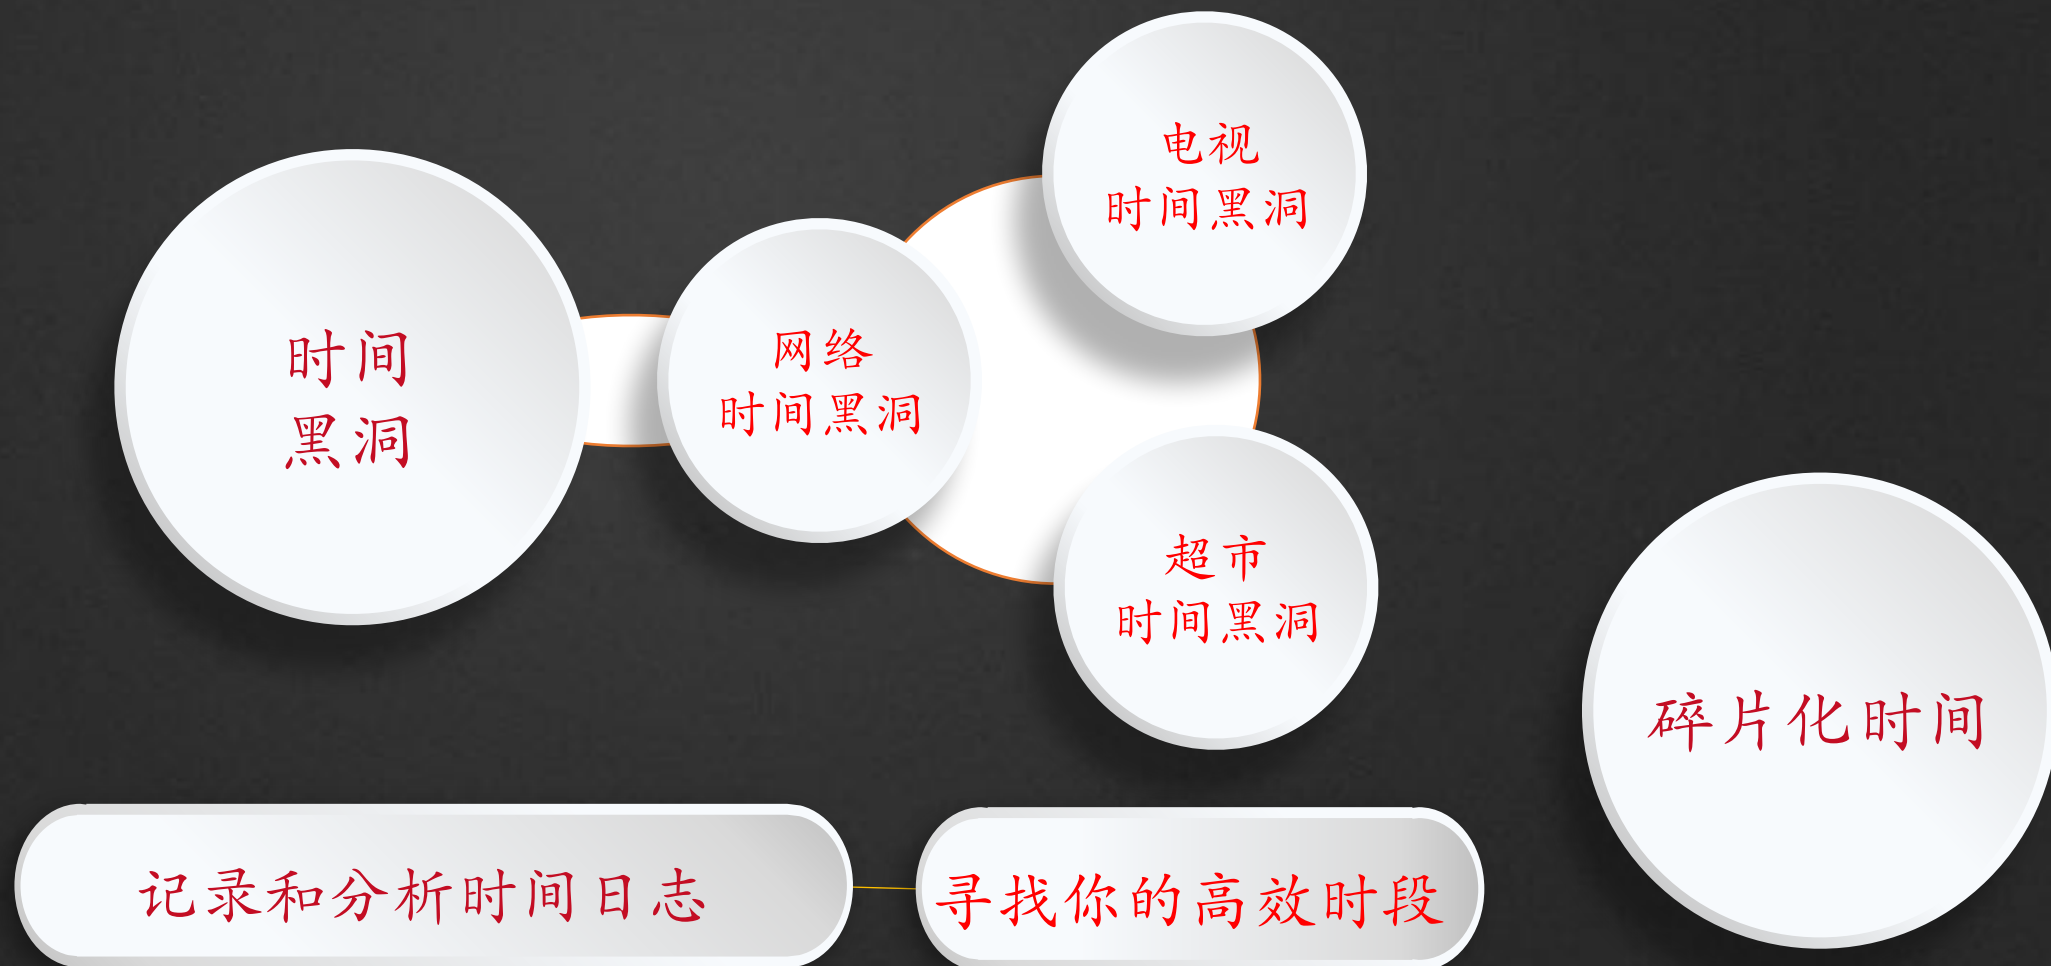 时间
黑洞
网络
时间黑洞
电视
时间黑洞
超市
时间黑洞
碎片化时间
记录和分析时间日志
寻找你的高效时段